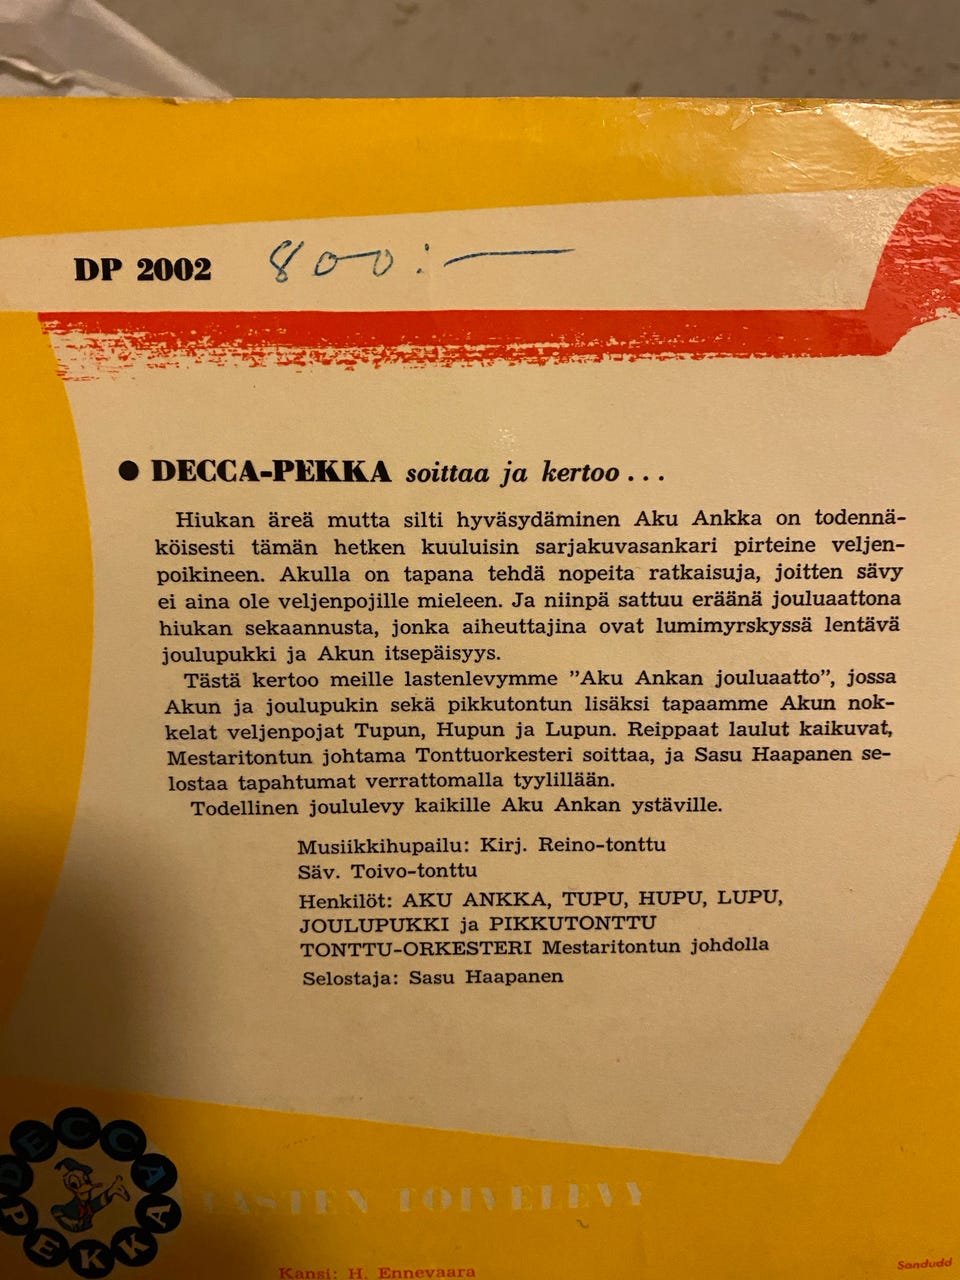 DP 2002 800:—
● DECCA-PEKKA soittaa ja kertoo...
Hiukan äreä mutta silti hyväsydäminen Aku Ankka on todennä-
köisesti tämän hetken kuuluisin sarjakuvasankari pirteine veljen-
poikineen. Akulla on tapana tehdä nopeita ratkaisuja, joitten sävy
ei aina ole veljenpojille mieleen. Ja niinpä sattuu eräänä jouluaattona
hiukan sekaannusta, jonka aiheuttajina ovat lumimyrskyssä lentävä
joulupukki ja Akun itsepäisyys.
Tästä kertoo meille lastenlevymme ”Aku Ankan jouluaatto”, jossa
Akun ja joulupukin sekä pikkutontun lisäksi tapaamme Akun nok-
kelat veljenpojat Tupun, Hupun ja Lupun. Reippaat laulut kaikuvat,
Mestaritontun johtama Tonttuorkesteri soittaa, ja Sasu Haapanen se-
lostaa tapahtumat verrattomalla tyylillään.
Todellinen joululevy kaikille Aku Ankan ystäville.
Musiikkihupailu: Kirj. Reino-tonttu
Säv. Toivo-tonttu
Henkilöt: AKU ANKKA, TUPU, HUPU, LUPU,
JOULUPUKKI ja PIKKUTONTTU
TONTTU-ORKESTERI Mestaritontun johdolla
Selostaja: Sasu Haapanen
DECCA PEKKA
LASTEN TOIVELEVY
Kansi: H. Ennevaara
Sandudd